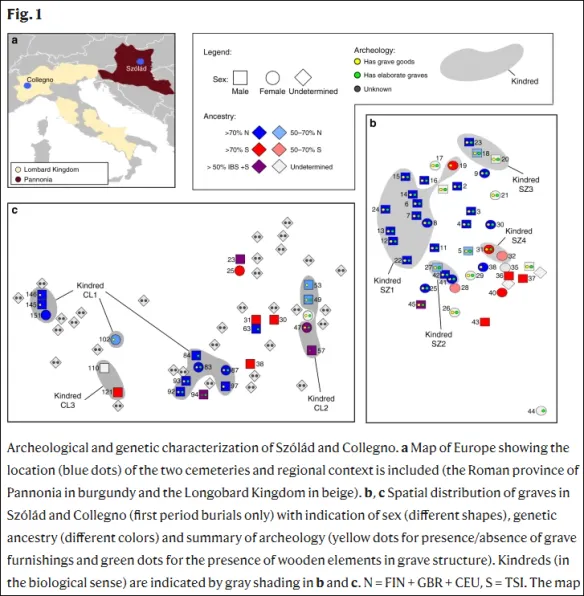 Fig. 1
a
Szólád
Collegno
Lombard Kingdom
Pannonia
Legend:
Sex:
Male Female Undetermined
Ancestry:
>70% N 50–70% N
>70% S 50–70% S
> 50% IBS +S Undetermined
Archeology:
Has grave goods
Has elaborate graves
Unknown
Kindred
b
23
18
20
17
19
9
Kindred
SZ3
15
16
2
14
6
21
24
7
3
8
4
30
13
12
Kindred
SZ4
11
5
31
32
22
27
38
35
42
41
29
36
37
Kindred
SZ1
25
28
40
45
26
43
Kindred
SZ2
44
c
23
25
Kindred
CL1
53
146
145
49
151
31
30
63
47
102
84
57
38
110
83
87
Kindred
CL3
93
97
121
92
94
Kindred
CL2
Archeological and genetic characterization of Szólád and Collegno. a Map of Europe showing the
location (blue dots) of the two cemeteries and regional context is included (the Roman province of
Pannonia in burgundy and the Longobard Kingdom in beige). b, c Spatial distribution of graves in
Szólád and Collegno (first period burials only) with indication of sex (different shapes), genetic
ancestry (different colors) and summary of archeology (yellow dots for presence/absence of grave
furnishings and green dots for the presence of wooden elements in grave structure). Kindreds (in
the biological sense) are indicated by gray shading in b and c. N = FIN + GBR + CEU, S = TSI. The map